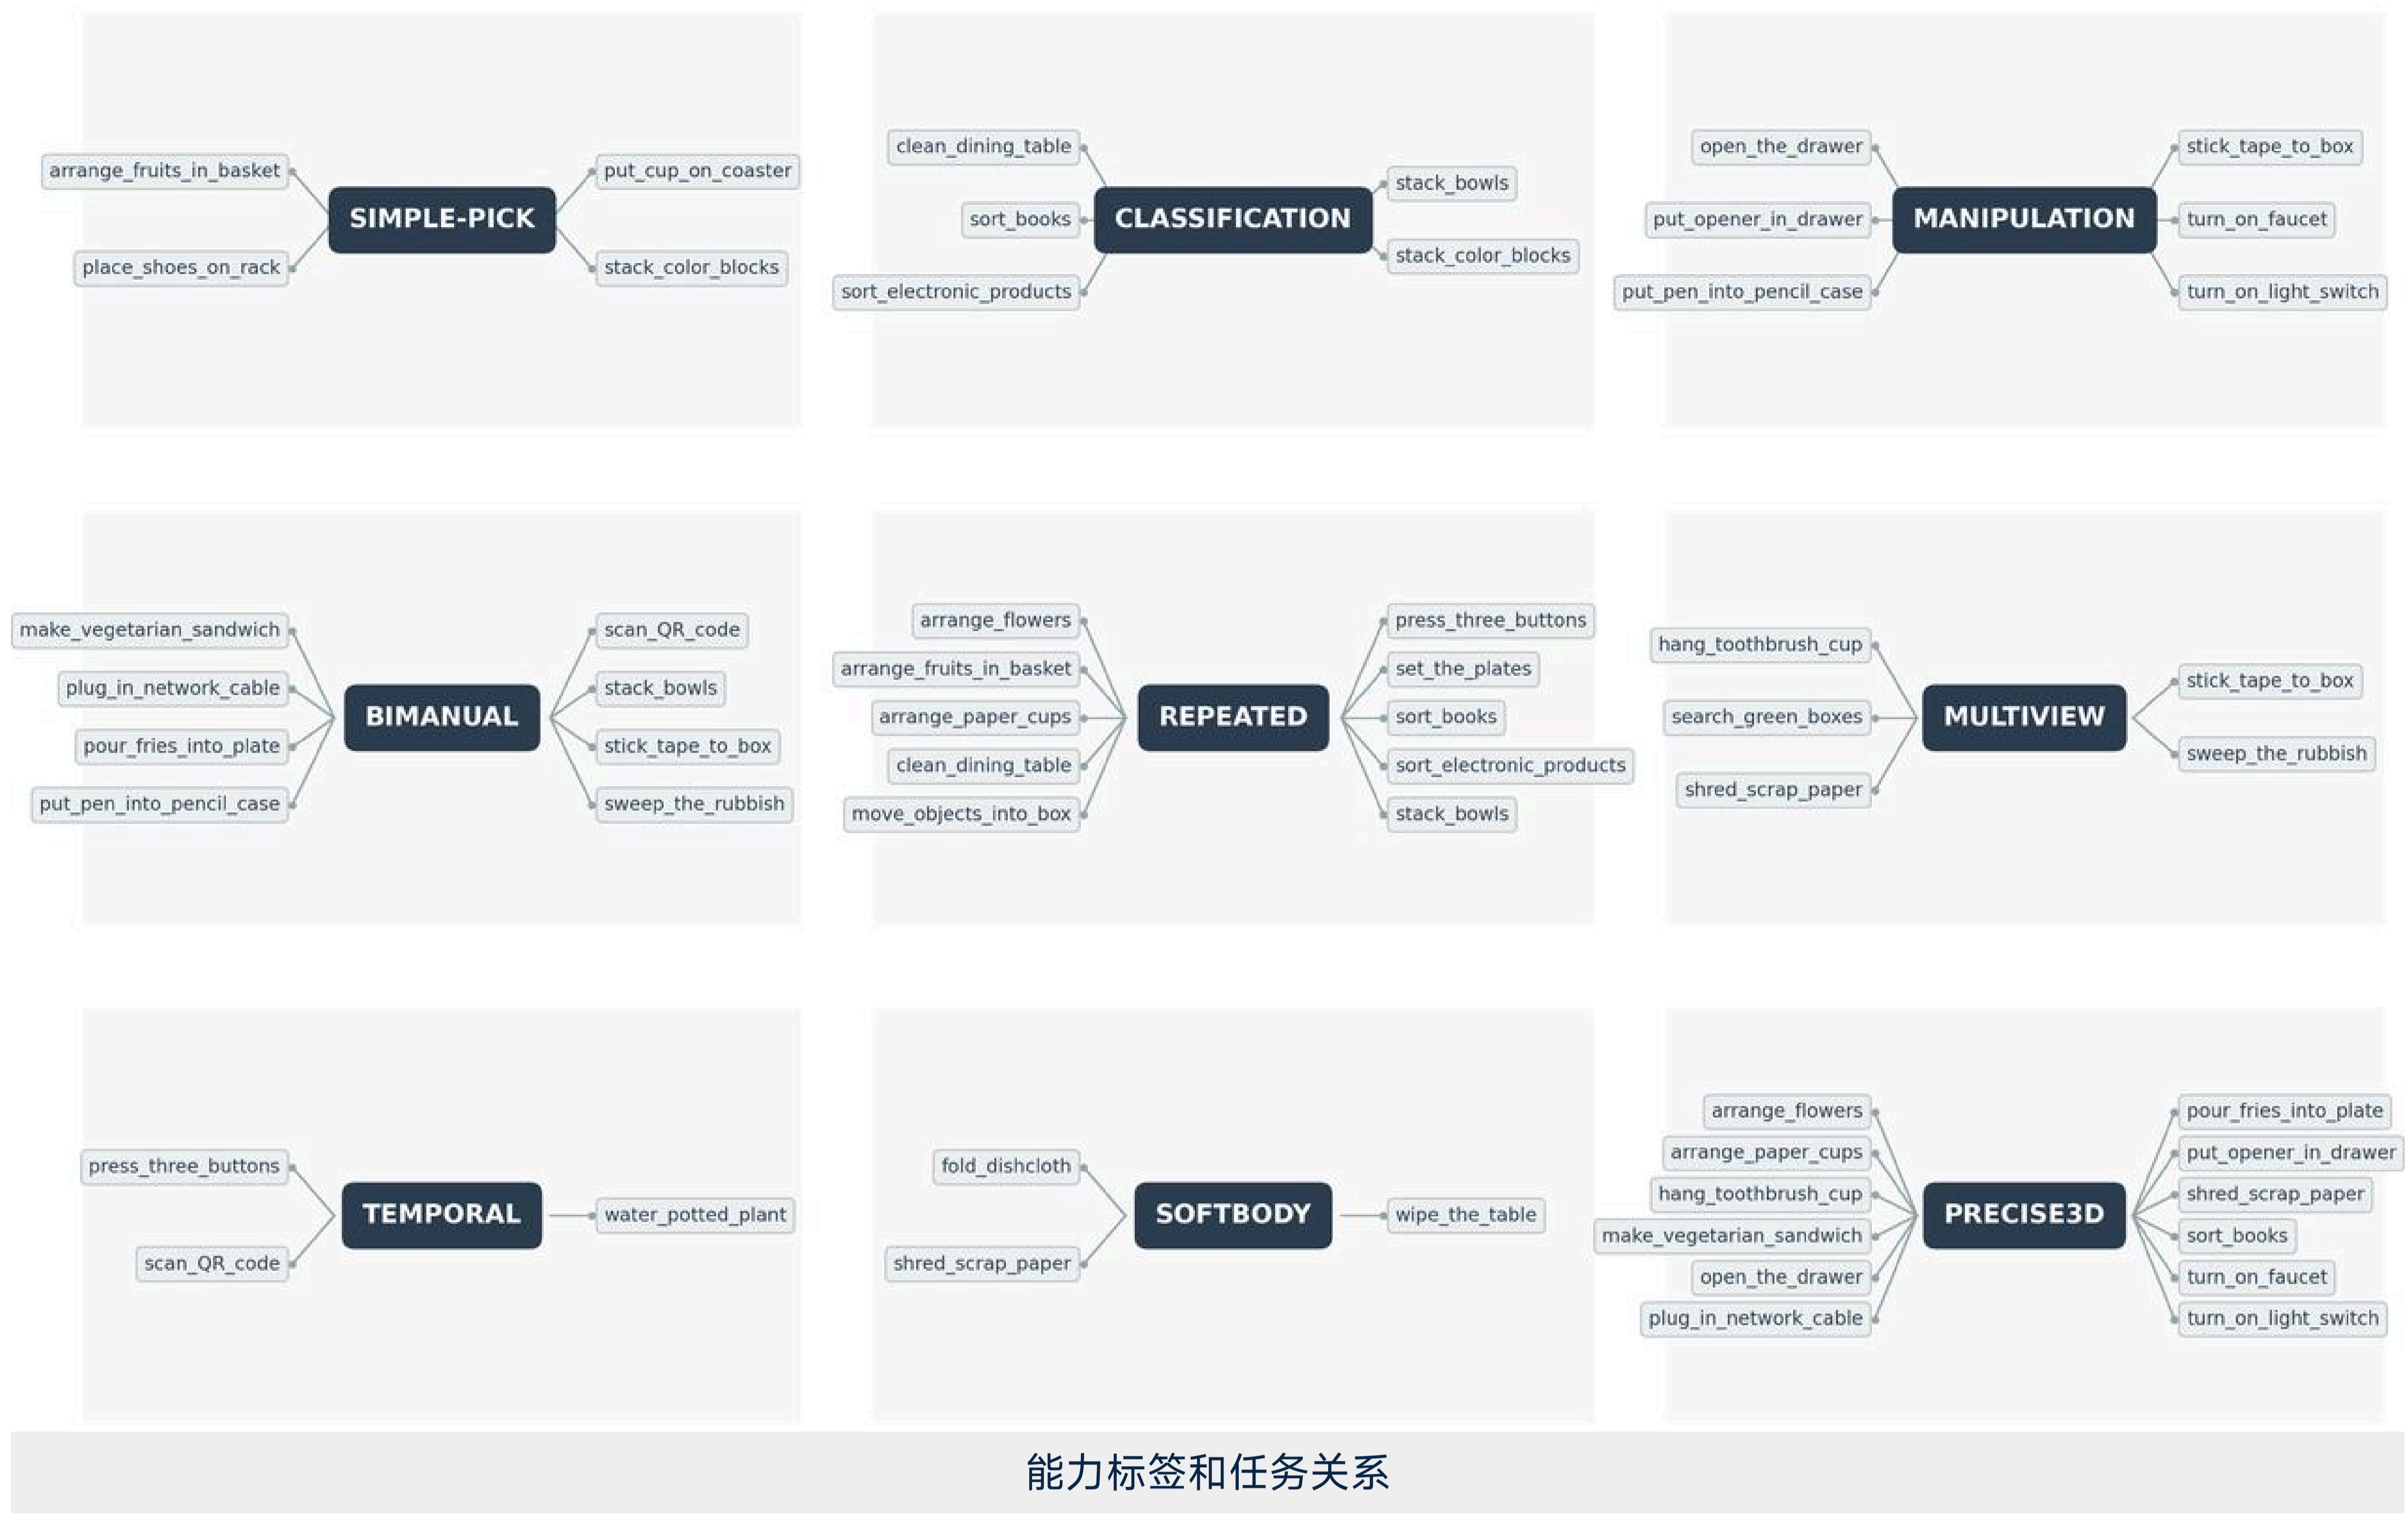 arrange_fruits_in_basket
place_shoes_on_rack
SIMPLE-PICK
put_cup_on_coaster
stack_color_blocks
clean_dining_table
sort_books
sort_electronic_products
CLASSIFICATION
stack_bowls
stack_color_blocks
open_the_drawer
put_opener_in_drawer
put_pen_into_pencil_case
MANIPULATION
stick_tape_to_box
turn_on_faucet
turn_on_light_switch
make_vegetarian_sandwich
plug_in_network_cable
pour_fries_into_plate
put_pen_into_pencil_case
BIMANUAL
scan_QR_code
stack_bowls
stick_tape_to_box
sweep_the_rubbish
arrange_flowers
arrange_fruits_in_basket
arrange_paper_cups
clean_dining_table
move_objects_into_box
REPEATED
press_three_buttons
set_the_plates
sort_books
sort_electronic_products
stack_bowls
hang_toothbrush_cup
search_green_boxes
shred_scrap_paper
MULTIVIEW
stick_tape_to_box
sweep_the_rubbish
press_three_buttons
scan_QR_code
TEMPORAL
water_potted_plant
fold_dishcloth
shred_scrap_paper
SOFTBODY
wipe_the_table
arrange_flowers
arrange_paper_cups
hang_toothbrush_cup
make_vegetarian_sandwich
open_the_drawer
plug_in_network_cable
PRECISE3D
pour_fries_into_plate
put_opener_in_drawer
shred_scrap_paper
sort_books
turn_on_faucet
turn_on_light_switch
能力标签和任务关系